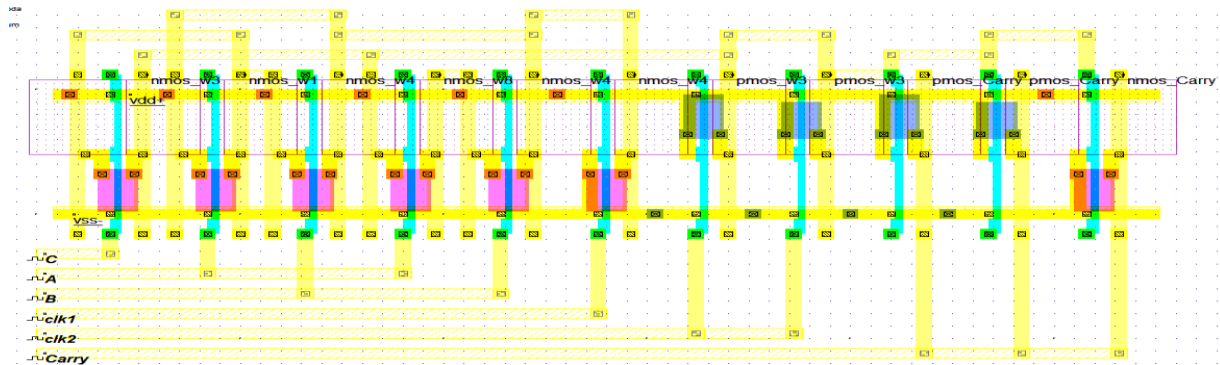 nmos_w3 nmos_w1 nmos_w4 nmos_w8 nmos_w4 nmos_w4 pmos_w3 pmos_w3 pmos_Carry pmos_Carry nmos_Carry
vdd+
vss-
C
A
B
clk1
clk2
Carry